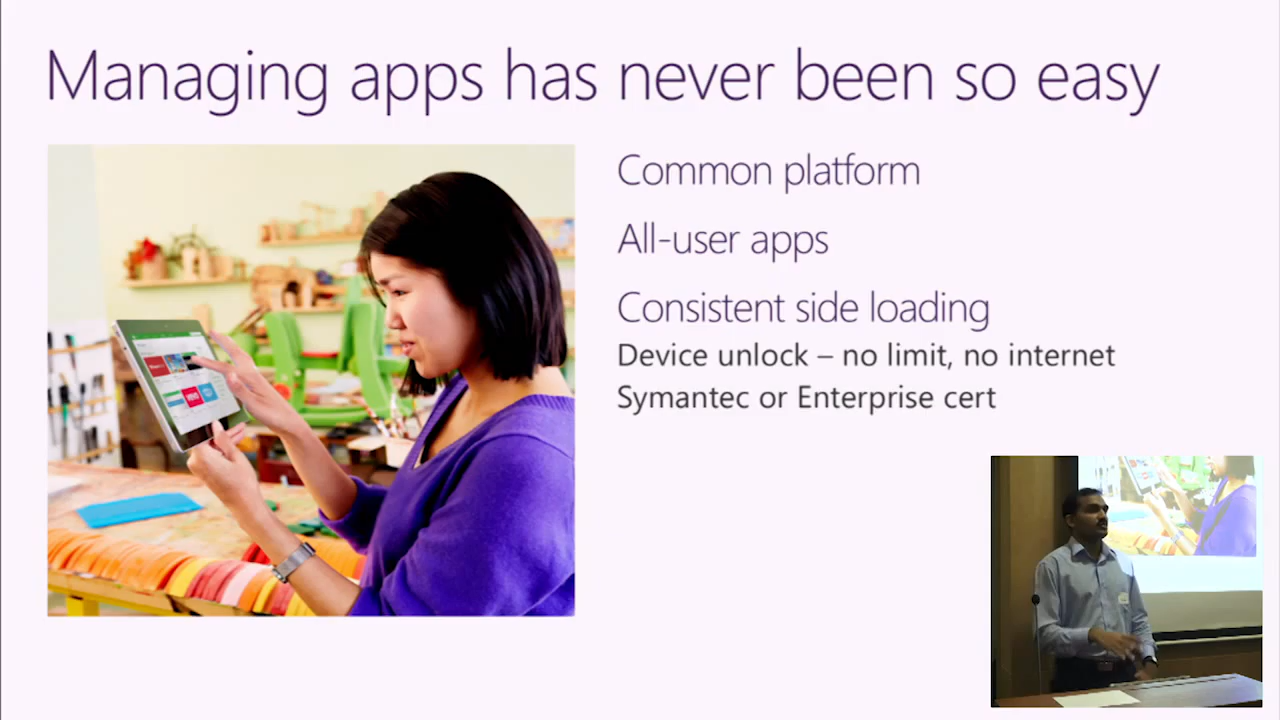 Managing apps has never been so easy
Common platform
All-user apps
Consistent side loading
Device unlock – no limit, no internet
Symantec or Enterprise cert